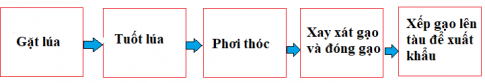 Gặt lúa
Tuốt lúa
Phơi thóc
Xay xát gạo
và đóng gạo
Xếp gạo lên
tàu để xuất
khẩu